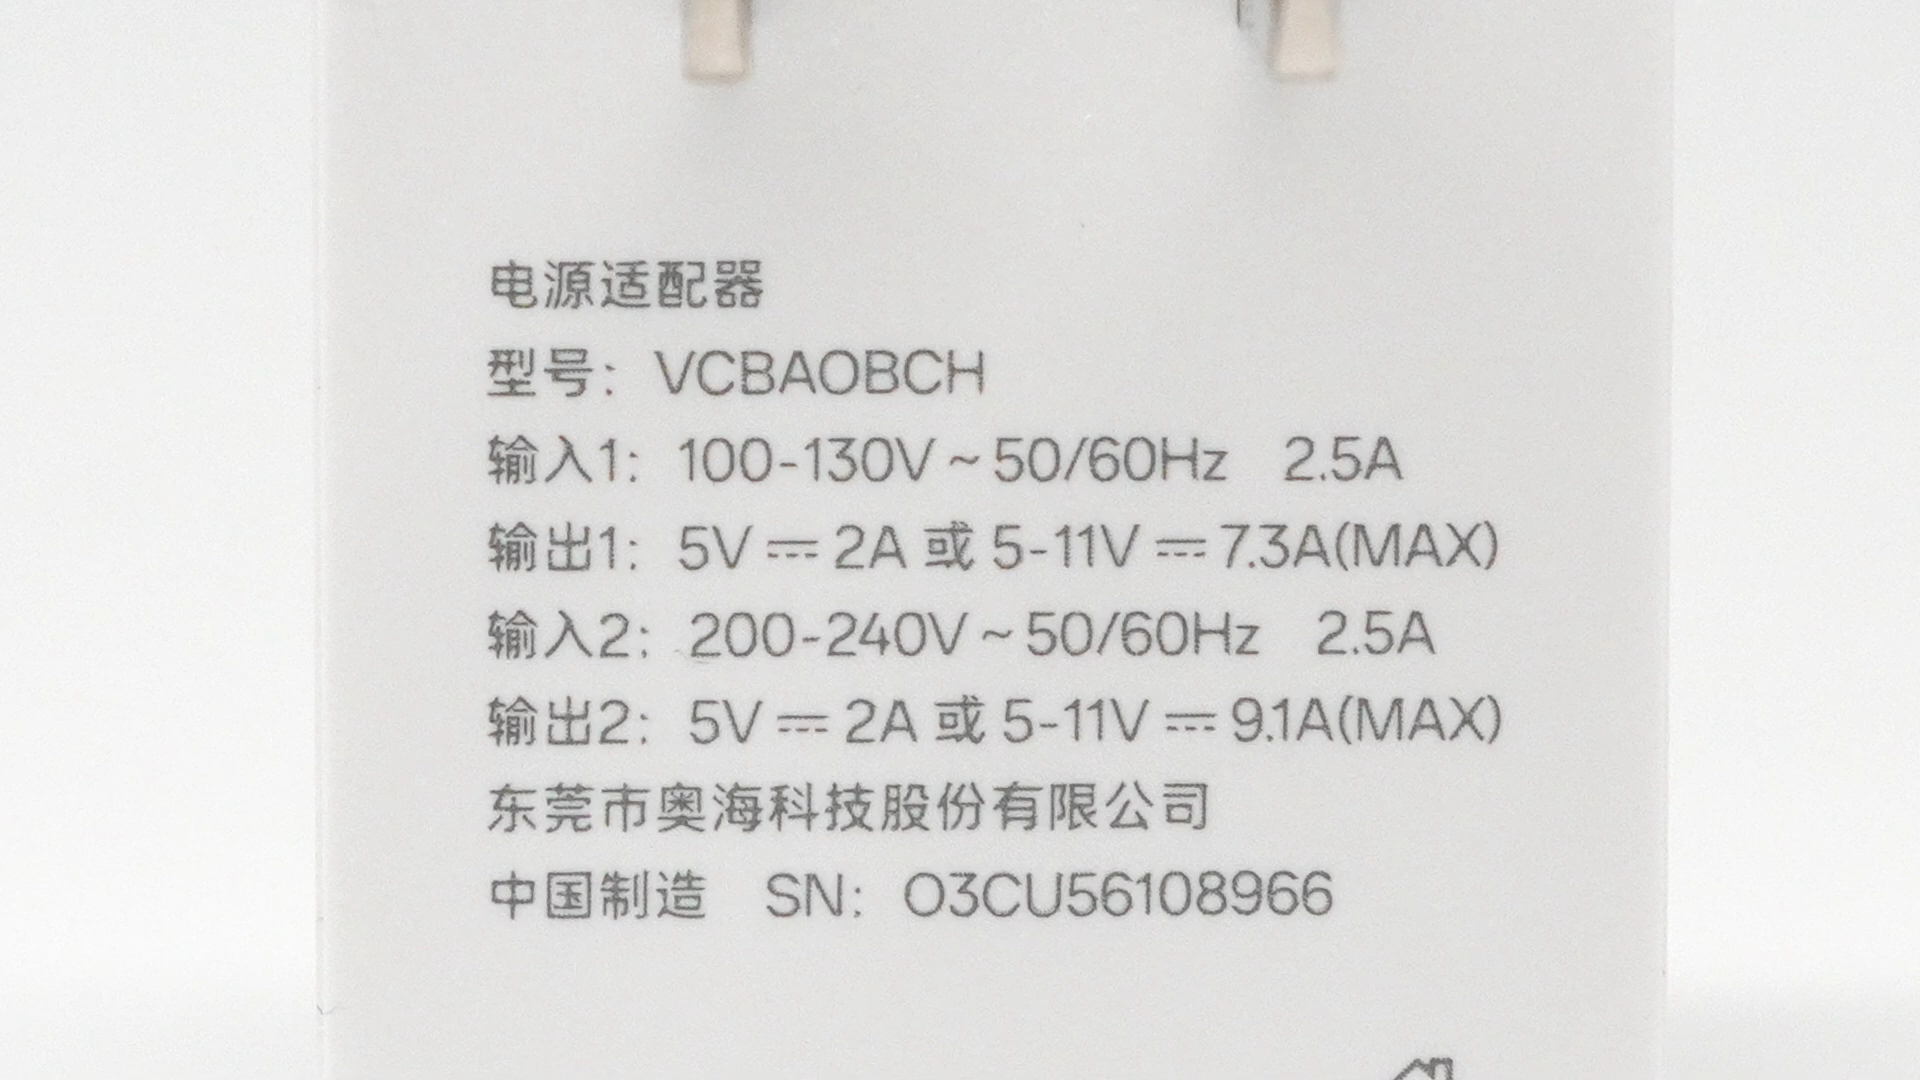 电源适配器
型号：VCBAOBCH
输入1：100-130V～50/60Hz 2.5A
输出1：5V⎓2A 或 5-11V⎓7.3A(MAX)
输入2：200-240V～50/60Hz 2.5A
输出2：5V⎓2A 或 5-11V⎓9.1A(MAX)
东莞市奥海科技股份有限公司
中国制造 SN：O3CU56108966